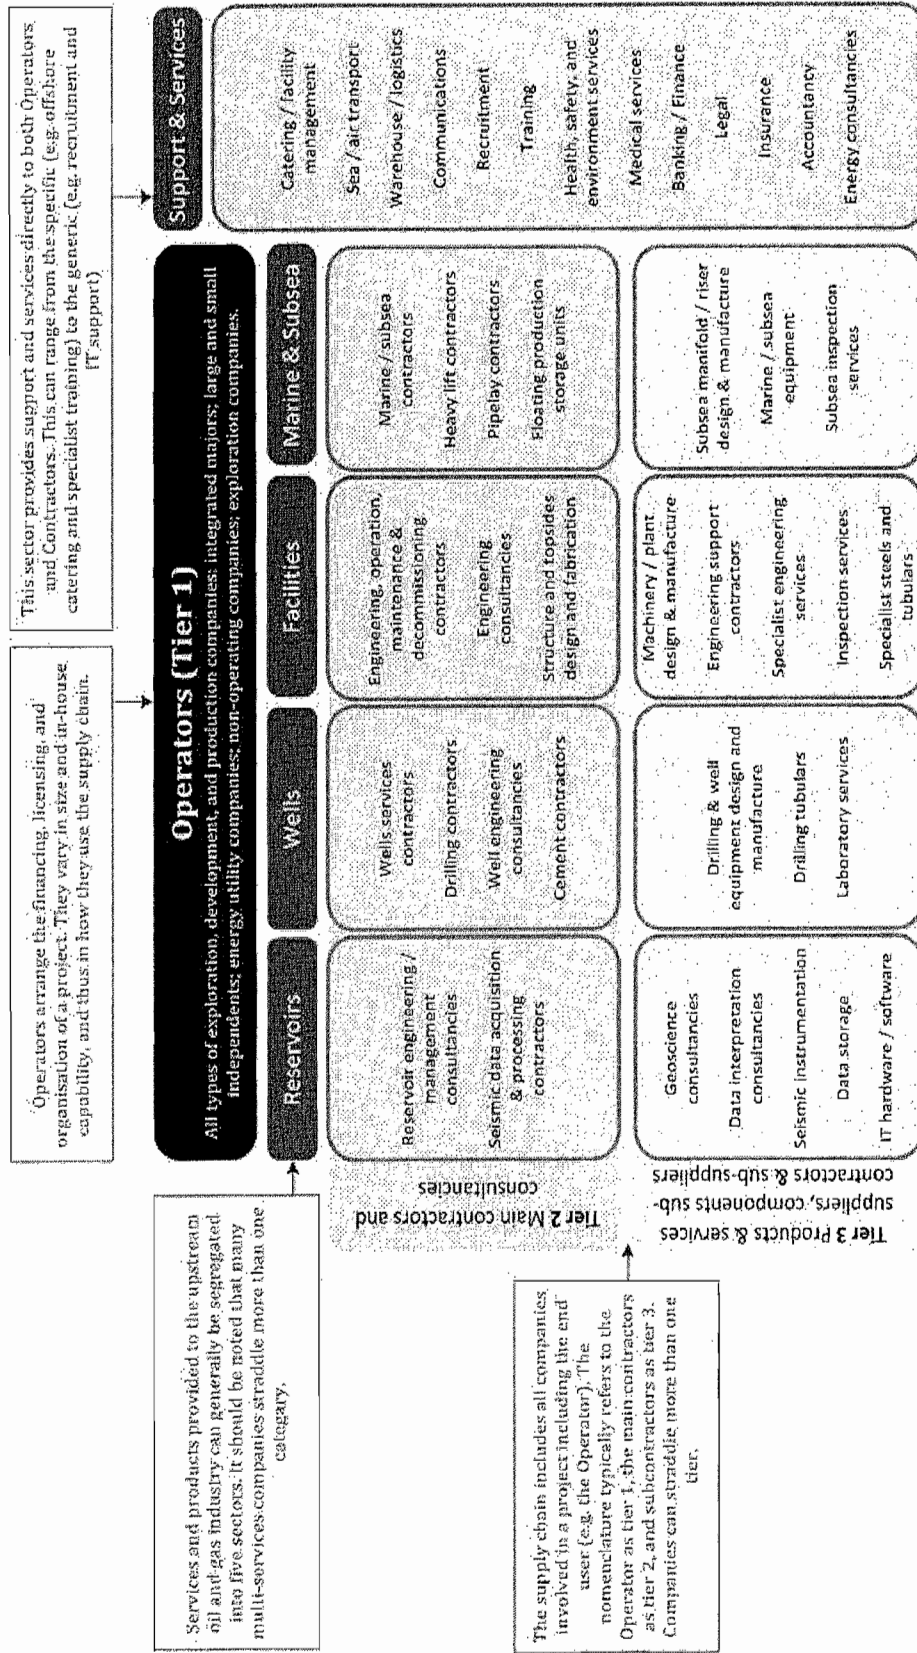 Operators arrange the financing, licensing, and
organisation of a project. They vary in size and in-house
capability, and thus in how they use the supply chain.
This sector provides support and services directly to both Operators
and Contractors. This can range from the specific (e.g. offshore
catering and specialist training) to the generic (e.g. recruitment and
IT support)
Services and products provided to the upstream
oil and gas industry can generally be segregated
into five sectors. It should be noted that many
multi-services companies straddle more than one
category.
Operators (Tier 1)
All types of exploration, development, and production companies: integrated majors; large and small
independents; energy utility companies; non-operating companies; exploration companies.
Support & Services
Catering / facility
management
Sea / air transport
Warehouse / logistics
Communications
Recruitment
Training
Health, safety, and
environment services
Medical services
Banking / Finance
Legal
Insurance
Accountancy
Energy consultancies
Reservoirs
Wells
Facilities
Marine & Subsea
Tier 2 Main contractors and
consultancies
Reservoir engineering /
management
consultancies
Seismic data acquisition
& processing
contractors
Wells services
contractors
Drilling contractors
Well engineering
consultancies
Cement contractors
Engineering, operation,
maintenance &
decommissioning
contractors
Engineering
consultancies
Structure and topsides
design and fabrication
Marine / subsea
contractors
Heavy lift contractors
Pipelay contractors
Floating production
storage units
The supply chain includes all companies
involved in a project including the end
user (e.g. the Operator). The
nomenclature typically refers to the
Operator as tier 1, the main contractors
as tier 2, and subcontractors as tier 3.
Companies can straddle more than one
tier.
Tier 3 Products & services
suppliers, components sub-
contractors & sub-suppliers
Geoscience
consultancies
Data interpretation
consultancies
Seismic instrumentation
Data storage
IT hardware / software
Drilling & well
equipment design and
manufacture
Drilling tubulars
Laboratory services
Machinery / plant
design & manufacture
Engineering support
contractors
Specialist engineering
services
Inspection services
Specialist steels and
tubulars
Subsea manifold / riser
design & manufacture
Marine / subsea
equipment
Subsea inspection
services